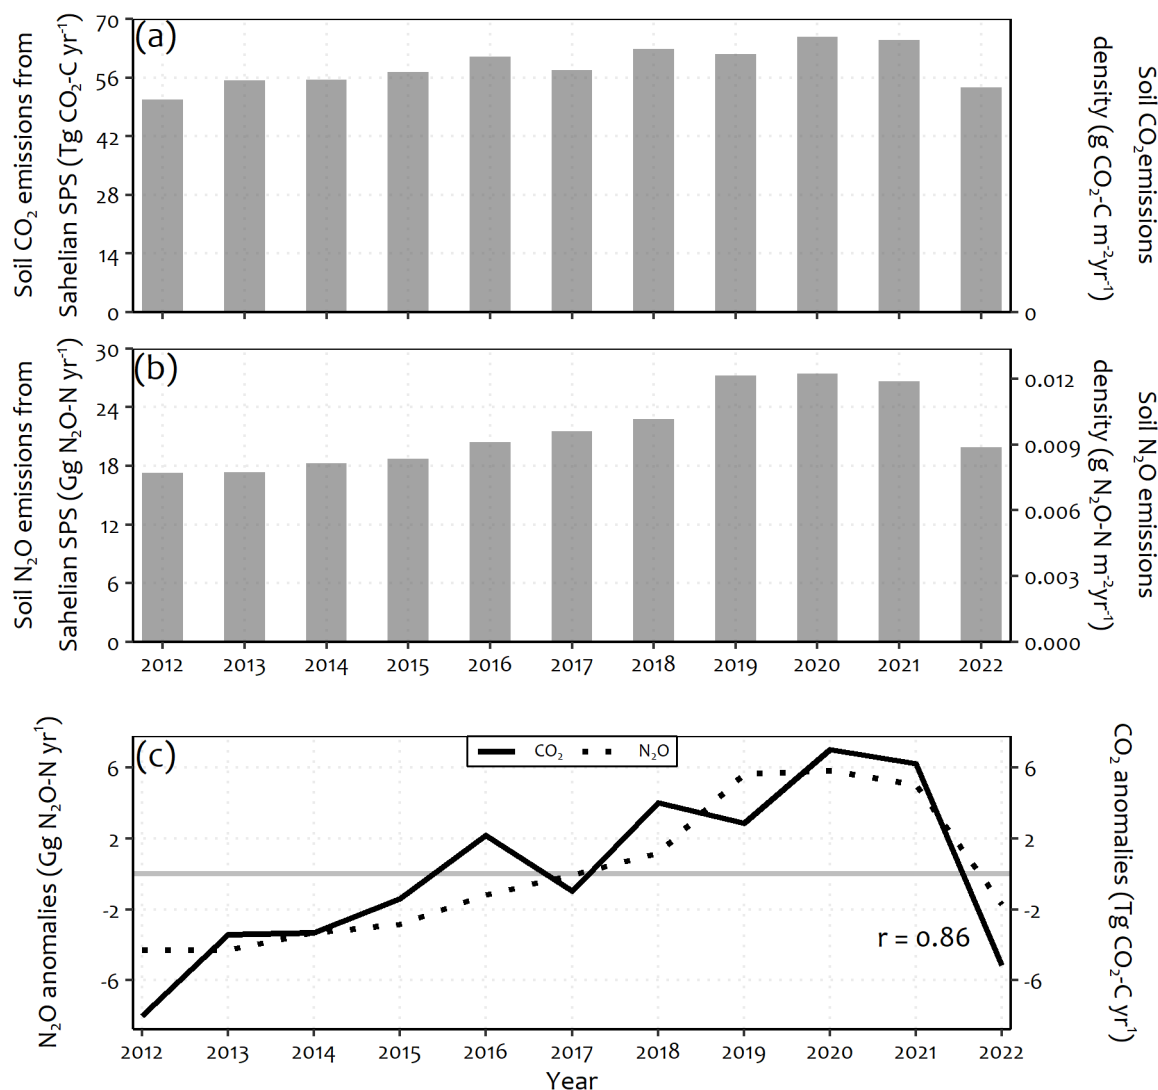 (a)
Soil CO₂ emissions from
Sahelian SPS (Tg CO₂-C yr⁻¹)
70
56
42
28
14
0
Soil CO₂emissions
density (g CO₂-C m⁻²yr⁻¹)
0
(b)
Soil N₂O emissions from
Sahelian SPS (Gg N₂O-N yr⁻¹)
30
24
18
12
6
0
Soil N₂O emissions
density (g N₂O-N m⁻²yr⁻¹)
0.012
0.009
0.006
0.003
0.000
2012 2013 2014 2015 2016 2017 2018 2019 2020 2021 2022
(c)
CO₂ N₂O
N₂O anomalies (Gg N₂O-N yr¹)
6
2
-2
-6
CO₂ anomalies (Tg CO₂-C yr¹)
6
2
-2
-6
r = 0.86
2012 2013 2014 2015 2016 2017 2018 2019 2020 2021 2022
Year